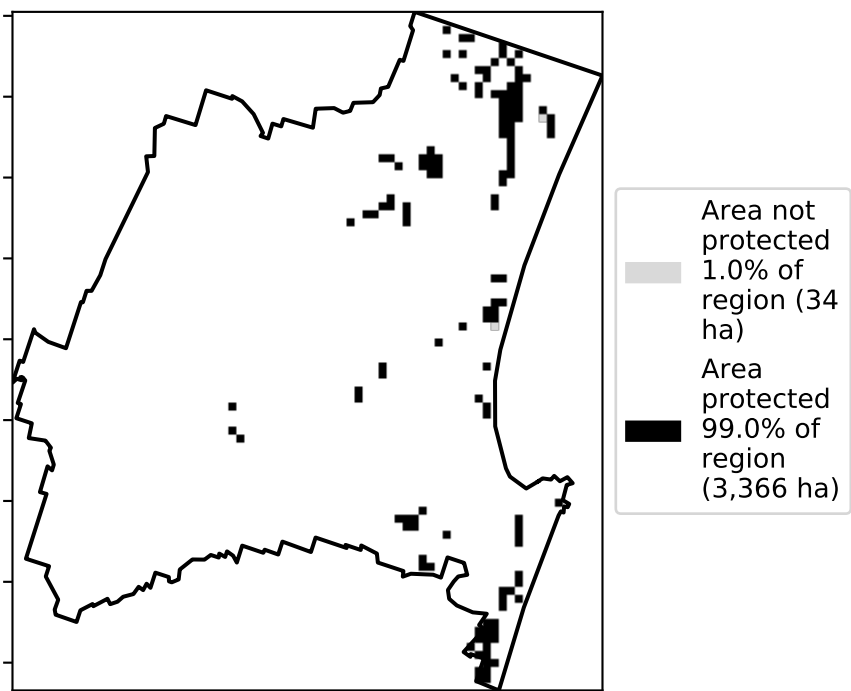 Area not
protected
1.0% of
region (34
ha)
Area
protected
99.0% of
region
(3,366 ha)